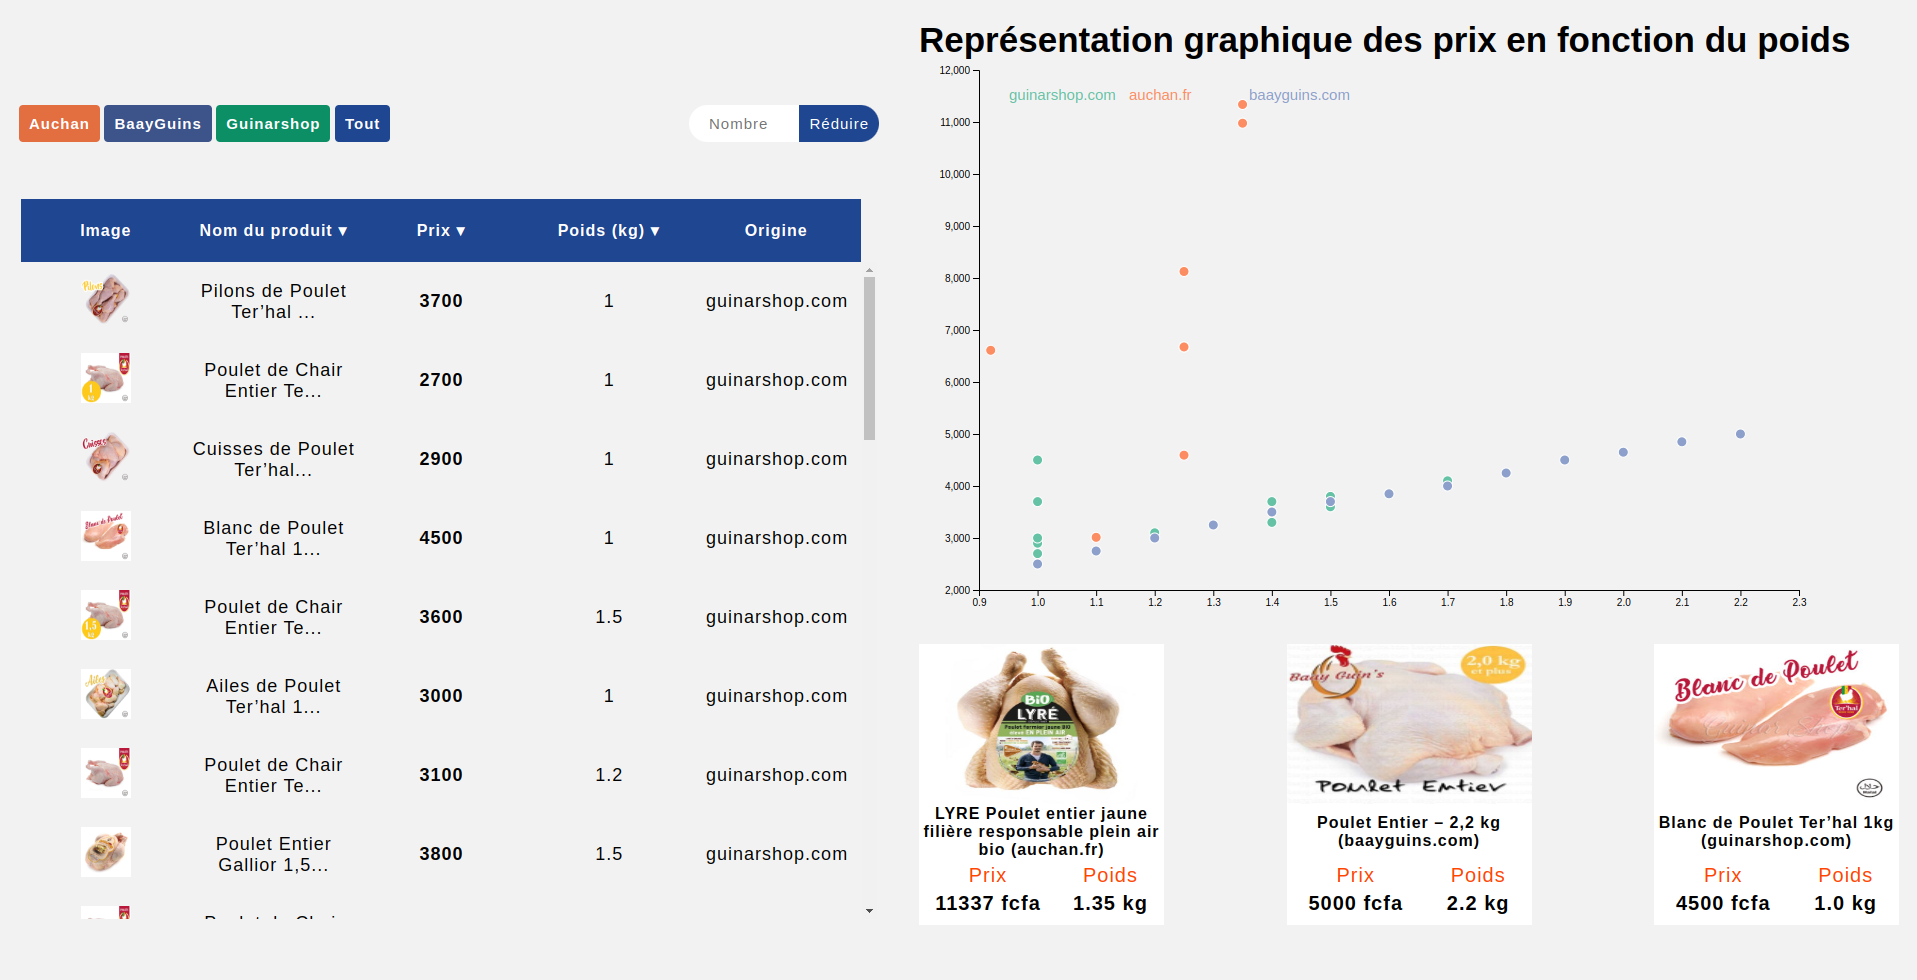 Représentation graphique des prix en fonction du poids
Auchan BaayGuins Guinarshop Tout
Nombre Réduire
Image Nom du produit ▾ Prix ▾ Poids (kg) ▾ Origine
Pilons de Poulet
Ter’hal ...
3700 1 guinarshop.com
Poulet de Chair
Entier Te...
2700 1 guinarshop.com
Cuisses de Poulet
Ter’hal...
2900 1 guinarshop.com
Blanc de Poulet
Ter’hal 1...
4500 1 guinarshop.com
Poulet de Chair
Entier Te...
3600 1.5 guinarshop.com
Ailes de Poulet
Ter’hal 1...
3000 1 guinarshop.com
Poulet de Chair
Entier Te...
3100 1.2 guinarshop.com
Poulet Entier
Gallior 1,5...
3800 1.5 guinarshop.com
guinarshop.com auchan.fr baayguins.com
12,000
11,000
10,000
9,000
8,000
7,000
6,000
5,000
4,000
3,000
2,000
0.9 1.0 1.1 1.2 1.3 1.4 1.5 1.6 1.7 1.8 1.9 2.0 2.1 2.2 2.3
BiO
LYRÉ
Poulet fermier jaune BIO
LYRE Poulet entier jaune
filière responsable plein air
bio (auchan.fr)
Prix Poids
11337 fcfa 1.35 kg
Baay Guin's
2,0 kg
et plus
Poulet Entier
Poulet Entier – 2,2 kg
(baayguins.com)
Prix Poids
5000 fcfa 2.2 kg
Blanc de Poulet
Ter'hal
Blanc de Poulet Ter’hal 1kg
(guinarshop.com)
Prix Poids
4500 fcfa 1.0 kg